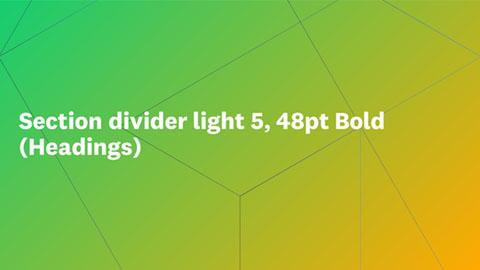 Section divider light 5, 48pt Bold
(Headings)